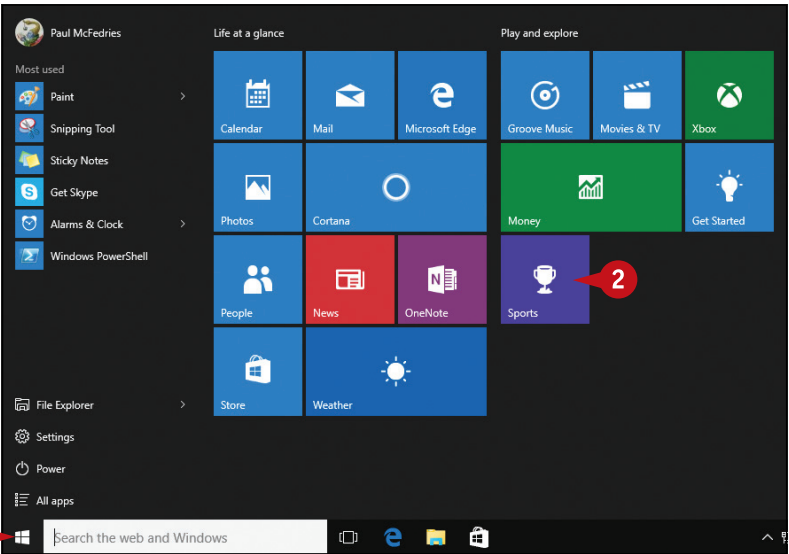 Paul McFedries
Most used
Paint
Snipping Tool
Sticky Notes
Get Skype
Alarms & Clock
Windows PowerShell
File Explorer
Settings
Power
All apps
Life at a glance
Calendar
Mail
Microsoft Edge
Photos
Cortana
People
News
N
OneNote
Store
Weather
Play and explore
Groove Music
Movies & TV
Xbox
Money
Get Started
Sports
2
Search the web and Windows